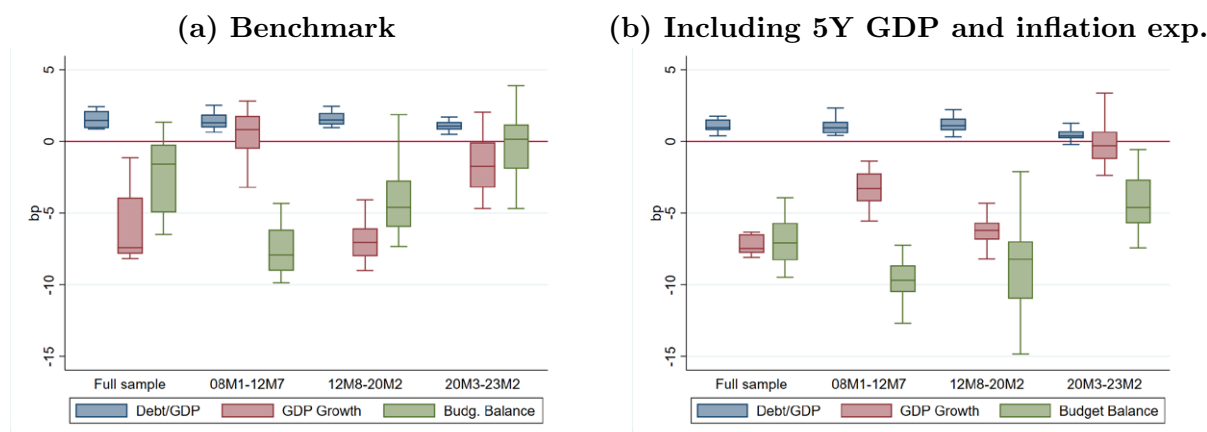 (a) Benchmark
(b) Including 5Y GDP and inflation exp.
5
0
-5
-10
-15
bp
Full sample 08M1-12M7 12M8-20M2 20M3-23M2
Debt/GDP GDP Growth Budg. Balance
5
0
-5
-10
-15
bp
Full sample 08M1-12M7 12M8-20M2 20M3-23M2
Debt/GDP GDP Growth Budget Balance